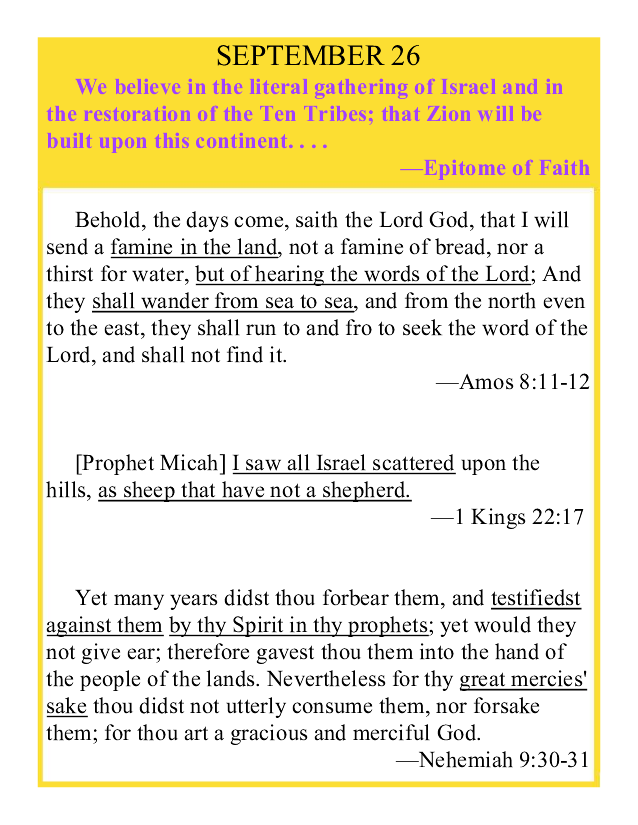 SEPTEMBER 26
We believe in the literal gathering of Israel and in
the restoration of the Ten Tribes; that Zion will be
built upon this continent. . . .
—Epitome of Faith
Behold, the days come, saith the Lord God, that I will
send a famine in the land, not a famine of bread, nor a
thirst for water, but of hearing the words of the Lord; And
they shall wander from sea to sea, and from the north even
to the east, they shall run to and fro to seek the word of the
Lord, and shall not find it.
—Amos 8:11-12
[Prophet Micah] I saw all Israel scattered upon the
hills, as sheep that have not a shepherd.
—1 Kings 22:17
Yet many years didst thou forbear them, and testifiedst
against them by thy Spirit in thy prophets; yet would they
not give ear; therefore gavest thou them into the hand of
the people of the lands. Nevertheless for thy great mercies'
sake thou didst not utterly consume them, nor forsake
them; for thou art a gracious and merciful God.
—Nehemiah 9:30-31